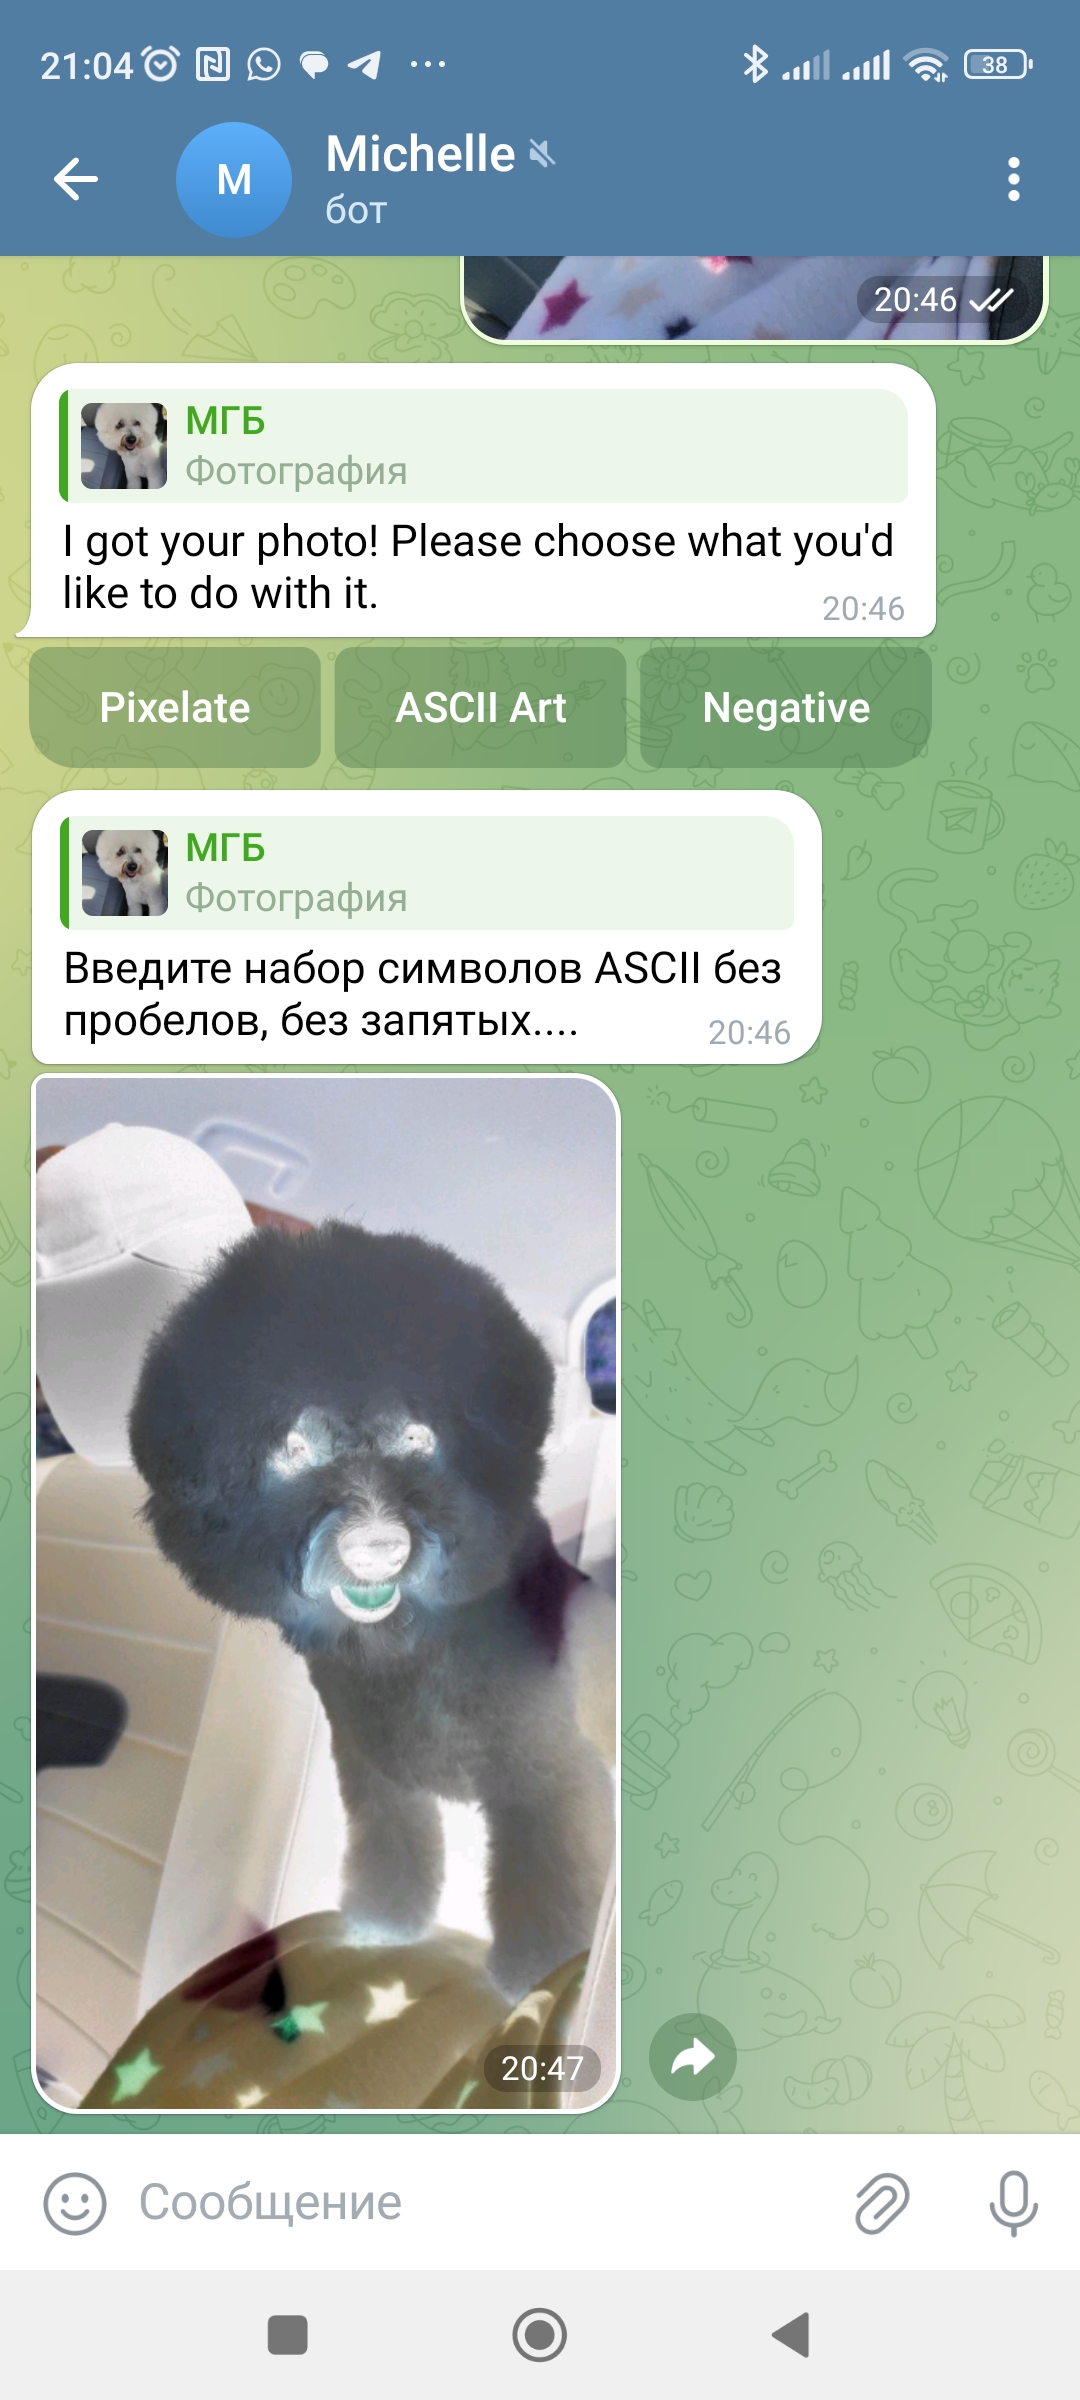 21:04
38
M
Michelle
бот
20:46
МГБ
Фотография
I got your photo! Please choose what you'd
like to do with it.
20:46
Pixelate
ASCII Art
Negative
МГБ
Фотография
Введите набор символов ASCII без
пробелов, без запятых....
20:46
20:47
Сообщение